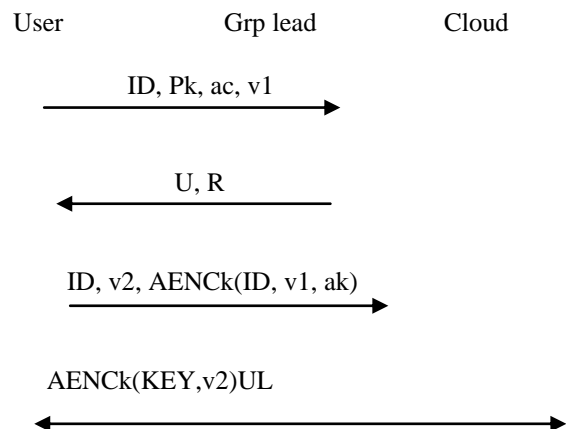 User Grp lead Cloud
ID, Pk, ac, v1
U, R
ID, v2, AENCk(ID, v1, ak)
AENCk(KEY,v2)UL